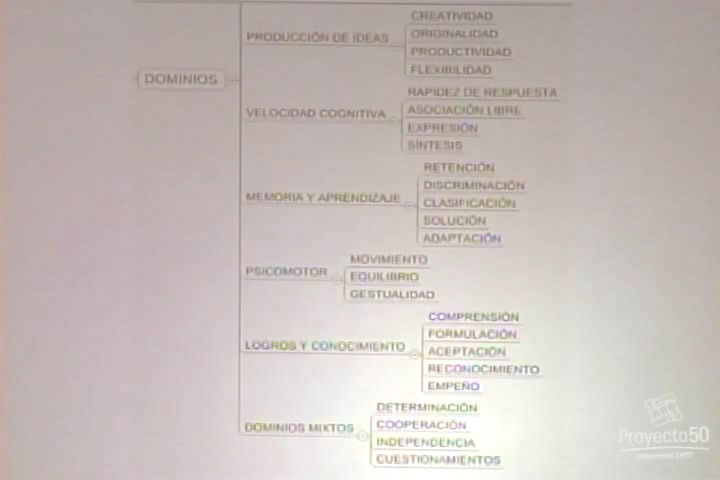 DOMINIOS
PRODUCCIÓN DE IDEAS
CREATIVIDAD
ORIGINALIDAD
PRODUCTIVIDAD
FLEXIBILIDAD
VELOCIDAD COGNITIVA
RAPIDEZ DE RESPUESTA
ASOCIACIÓN LIBRE
EXPRESIÓN
SÍNTESIS
MEMORIA Y APRENDIZAJE
RETENCIÓN
DISCRIMINACIÓN
CLASIFICACIÓN
SOLUCIÓN
ADAPTACIÓN
PSICOMOTOR
MOVIMIENTO
EQUILIBRIO
GESTUALIDAD
LOGROS Y CONOCIMIENTO
COMPRENSIÓN
FORMULACIÓN
ACEPTACIÓN
RECONOCIMIENTO
EMPEÑO
DOMINIOS MIXTOS
DETERMINACIÓN
COOPERACIÓN
INDEPENDENCIA
CUESTIONAMIENTOS
Proyecto50
Universidad EAFIT